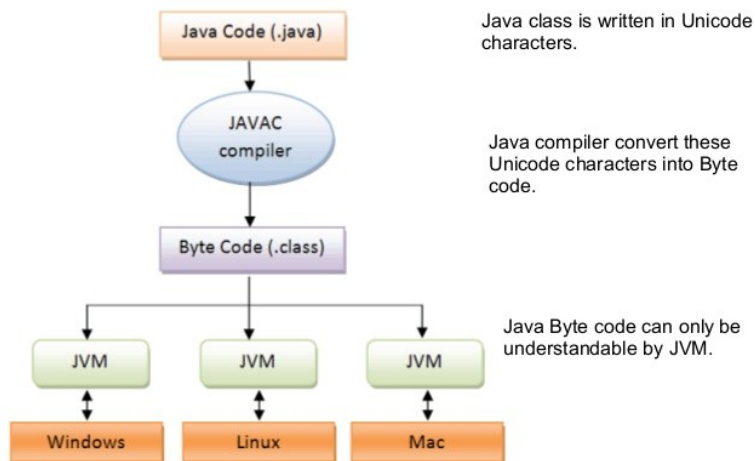 Java Code (.java)
Java class is written in Unicode
characters.
JAVAC
compiler
Java compiler convert these
Unicode characters into Byte
code.
Byte Code (.class)
Java Byte code can only be
understandable by JVM.
JVM
JVM
JVM
Windows
Linux
Mac